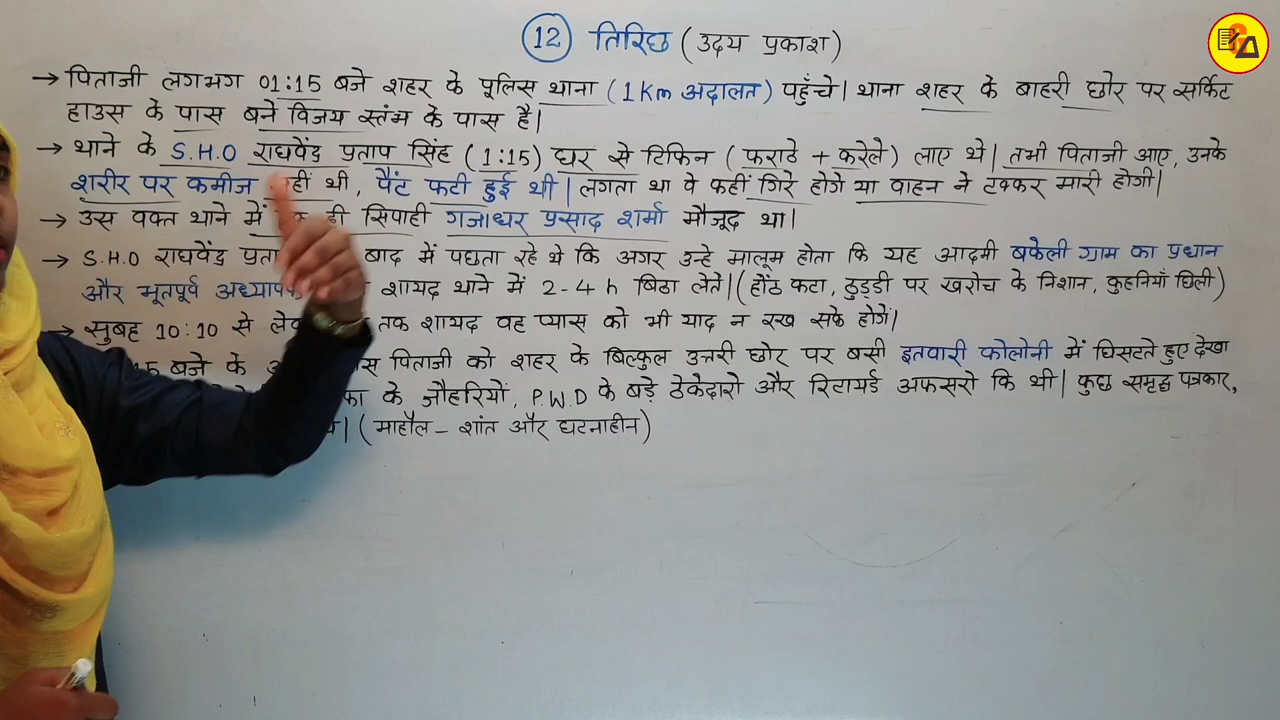 12 तिरिछ (उदय प्रकाश)
→ पिताजी लगभग 01:15 बजे शहर के पूलिस थाना (1 Km अदालत) पहुँचे। थाना शहर के बाहरी छोर पर सर्किट
हाउस के पास बने विजय स्तंभ के पास है।
→ थाने के S.H.O राघवेंद्र प्रताप सिंह (1:15) घर से टिफिन (फराठे + करेले) लाए थे। तभी पिताजी आए, उनके
शरीर पर कमीज नहीं थी, पैंट फटी हुई थी। लगता था वे कहीं गिरे होगे या वाहन ने टक्कर मारी होगी।
→ उस वक्त थाने में ही सिपाही गजाधर प्रसाद शर्मा मौजूद था।
→ S.H.O राघवेंद्र बाद में पछता रहे थे कि अगर उन्हे मालूम होता कि यह आदमी बकेली ग्राम का प्रधान
और भूतपूर्व शायद थाने में 2-4 h बिठा लेते। (होंठ कटा, ठुड्डी पर खरोच के निशान, कुहनियाँ छिली)
→ सुबह 10:10 से तक शायद वह प्यास को भी याद न रख सके होगें।
बजे के पिताजी को शहर के बिल्कुल उत्तरी छोर पर बसी इतवारी कोलोनी में घिसटते हुए देखा
के जौहरियों, P.W.D के बड़े ठेकेदारो और रिटायर्ड अफसरो कि थी। कुछ समृद्ध पत्रकार,
(माहौल - शांत और घटनाहीन)